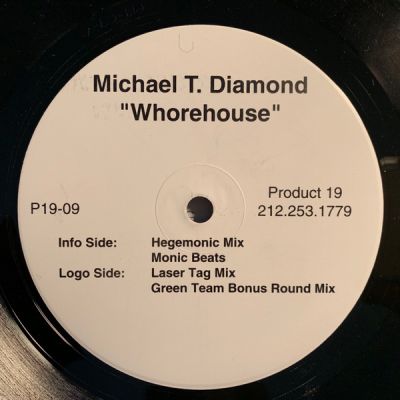 Michael T. Diamond
"Whorehouse"
Product 19
P19-09 212.253.1779
Info Side: Hegemonic Mix
Monic Beats
Logo Side: Laser Tag Mix
Green Team Bonus Round Mix